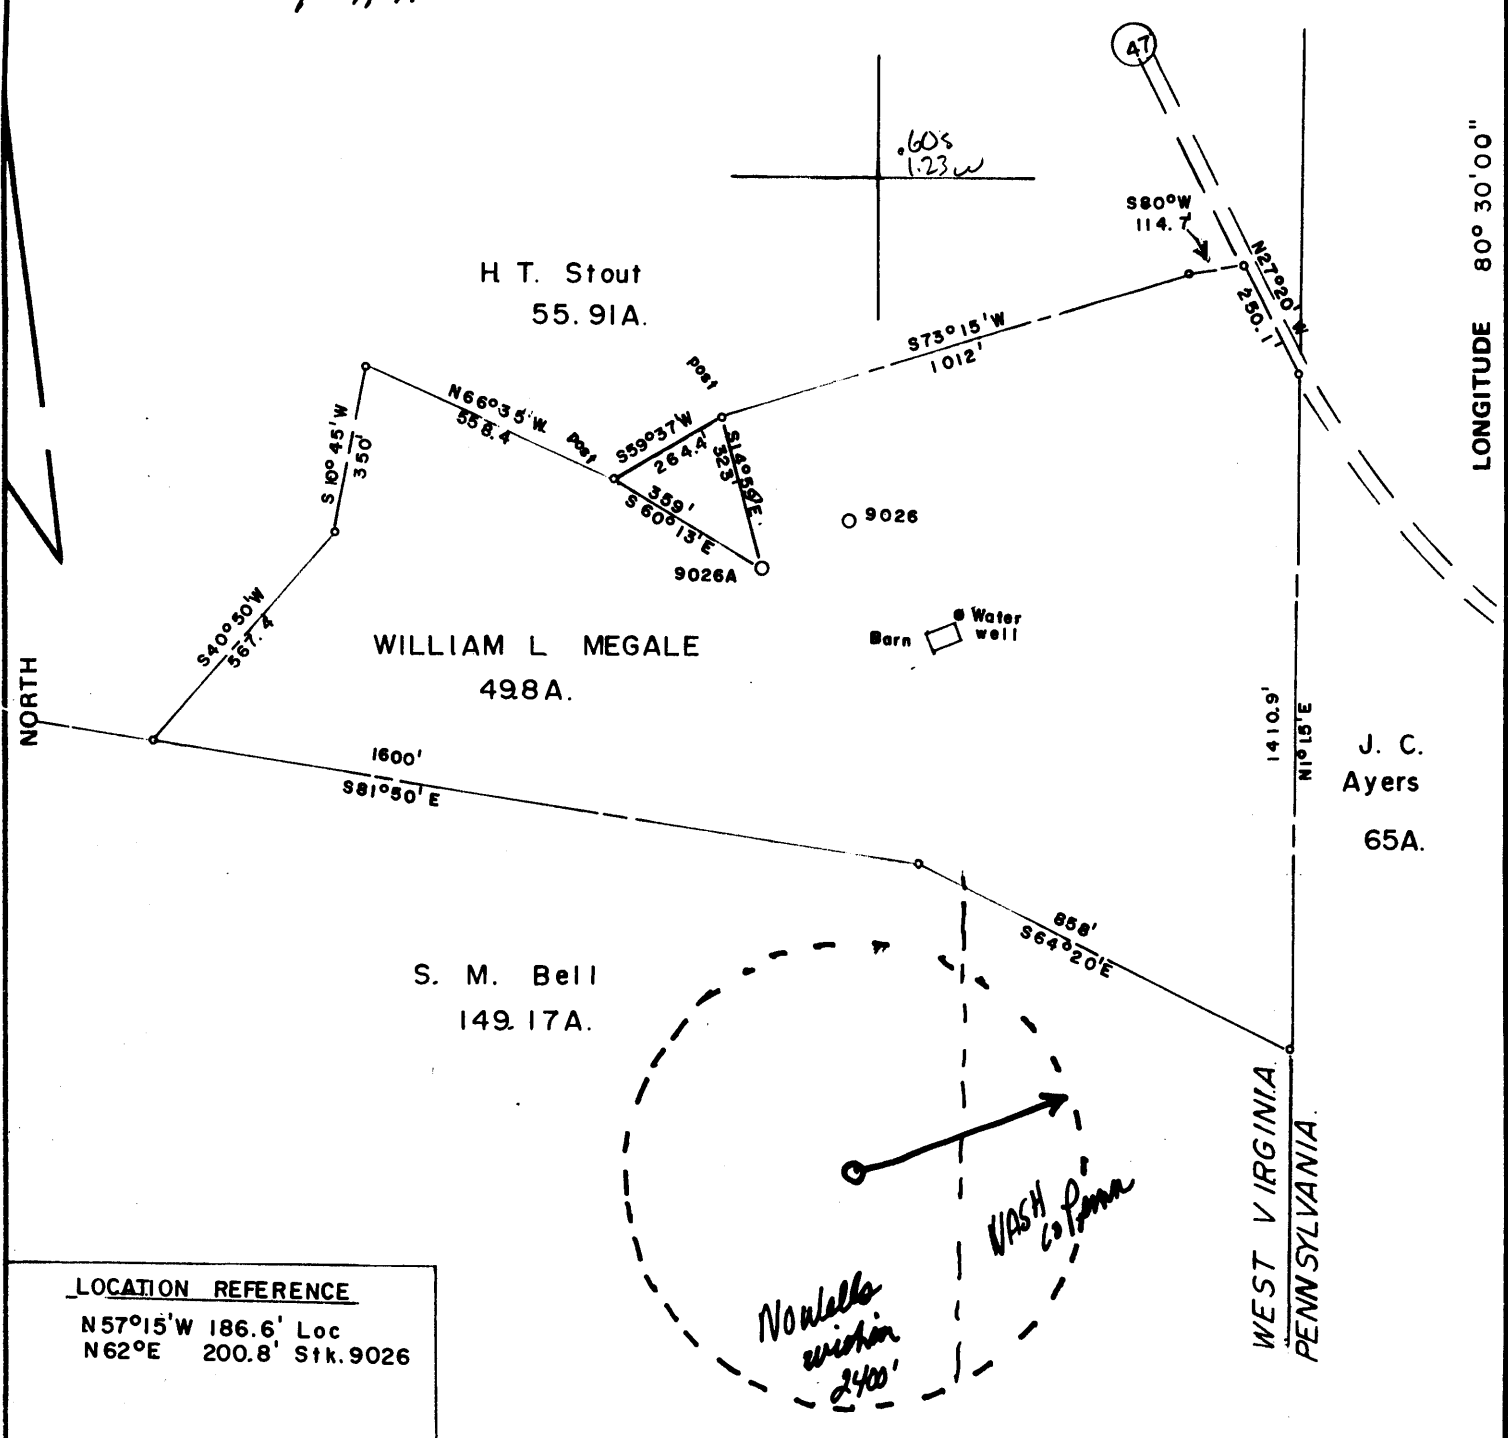 47
.60s
1.23w
LONGITUDE 80° 30'00"
S80°W
114.7'
N27°20' W
250.1'
H. T. Stout
55.91A.
S73°15'W
1012'
post
N66°35'W.
558.4
post
S59°37'W
264.4'
S14°59'E.
323'
S 10°45'W
350'
359'
S 60°13'E
9026
9026A
S40°50'W
567.4'
WILLIAM L MEGALE
49.8A.
Barn
Water
well
NORTH
1600'
S81°50'E
1410.9'
N1°15'E
J. C.
Ayers
65A.
858'
S64°20'E
S. M. Bell
149.17A.
WASH
co Penn
No wells
within
2400'
WEST VIRGINIA.
PENNSYLVANIA.
LOCATION REFERENCE
N57°15'W 186.6' Loc
N62°E 200.8' Stk. 9026